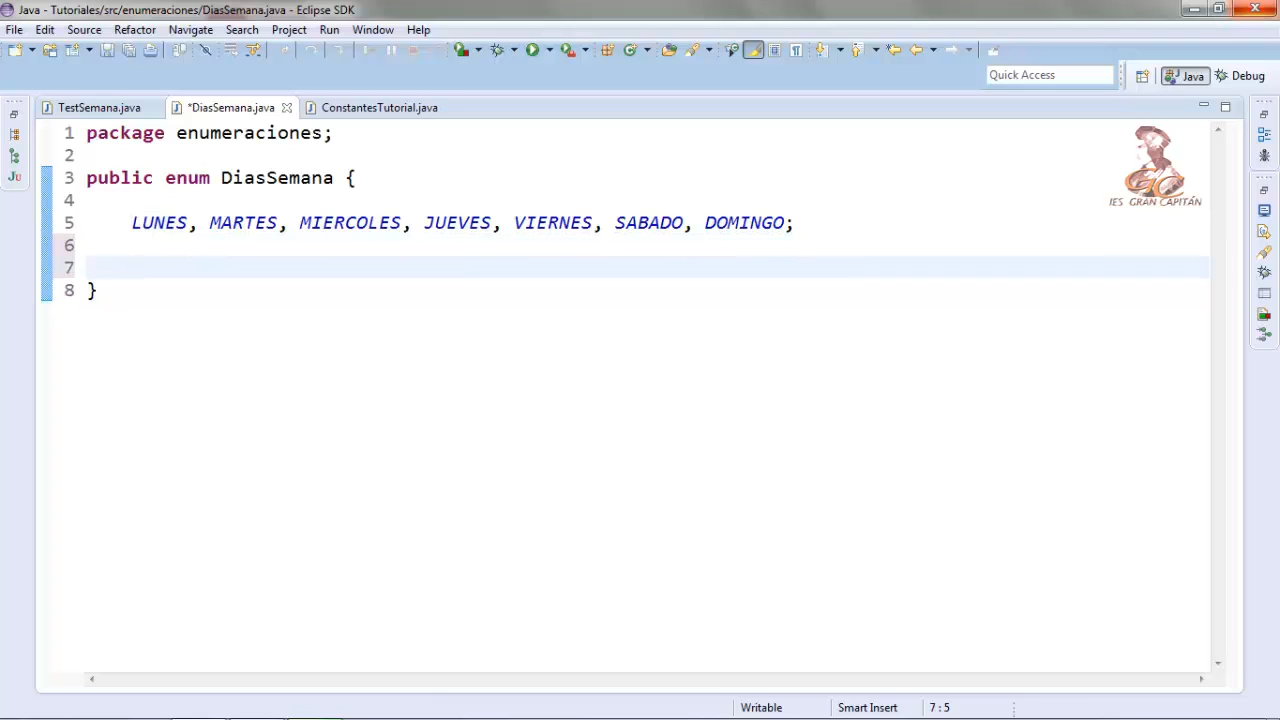 Java - Tutoriales/src/enumeraciones/DiasSemana.java - Eclipse SDK
File Edit Source Refactor Navigate Search Project Run Window Help
Quick Access
Java
Debug
TestSemana.java
*DiasSemana.java
ConstantesTutorial.java
1 package enumeraciones;
2
3 public enum DiasSemana {
4
5 LUNES, MARTES, MIERCOLES, JUEVES, VIERNES, SABADO, DOMINGO;
6
7
8 }
GC
IES GRAN CAPITÁN
Ju
Writable
Smart Insert
7 : 5